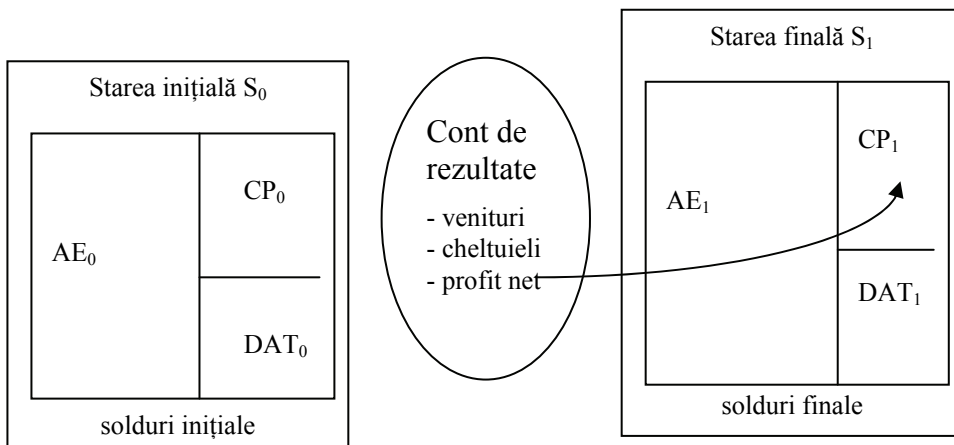 Starea inițială S₀
AE₀
CP₀
DAT₀
solduri inițiale
Cont de
rezultate
- venituri
- cheltuieli
- profit net
Starea finală S₁
AE₁
CP₁
DAT₁
solduri finale